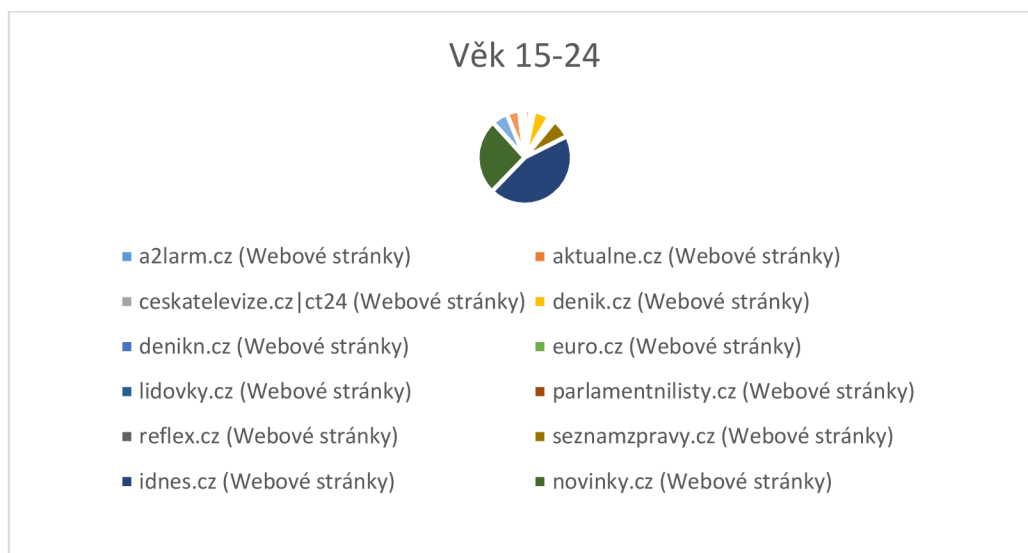 Věk 15-24
a2larm.cz (Webové stránky) aktualne.cz (Webové stránky)
ceskatelevize.cz|ct24 (Webové stránky) denik.cz (Webové stránky)
denikn.cz (Webové stránky) euro.cz (Webové stránky)
lidovky.cz (Webové stránky) parlamentnilisty.cz (Webové stránky)
reflex.cz (Webové stránky) seznamzpravy.cz (Webové stránky)
idnes.cz (Webové stránky) novinky.cz (Webové stránky)